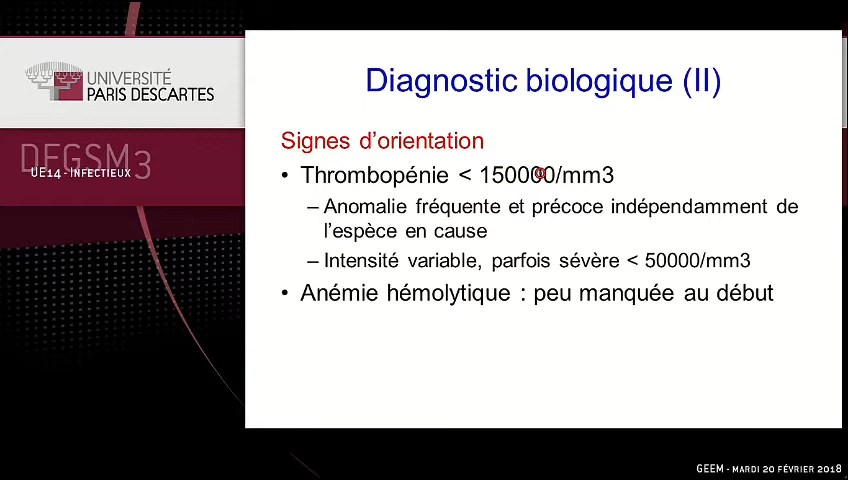 UNIVERSITÉ
PARIS DESCARTES
DFGSM3
UE14 - INFECTIEUX
Diagnostic biologique (II)
Signes d'orientation
• Thrombopénie < 150000/mm3
– Anomalie fréquente et précoce indépendamment de
l'espèce en cause
– Intensité variable, parfois sévère < 50000/mm3
• Anémie hémolytique : peu manquée au début
GEEM - MARDI 20 FÉVRIER 2018